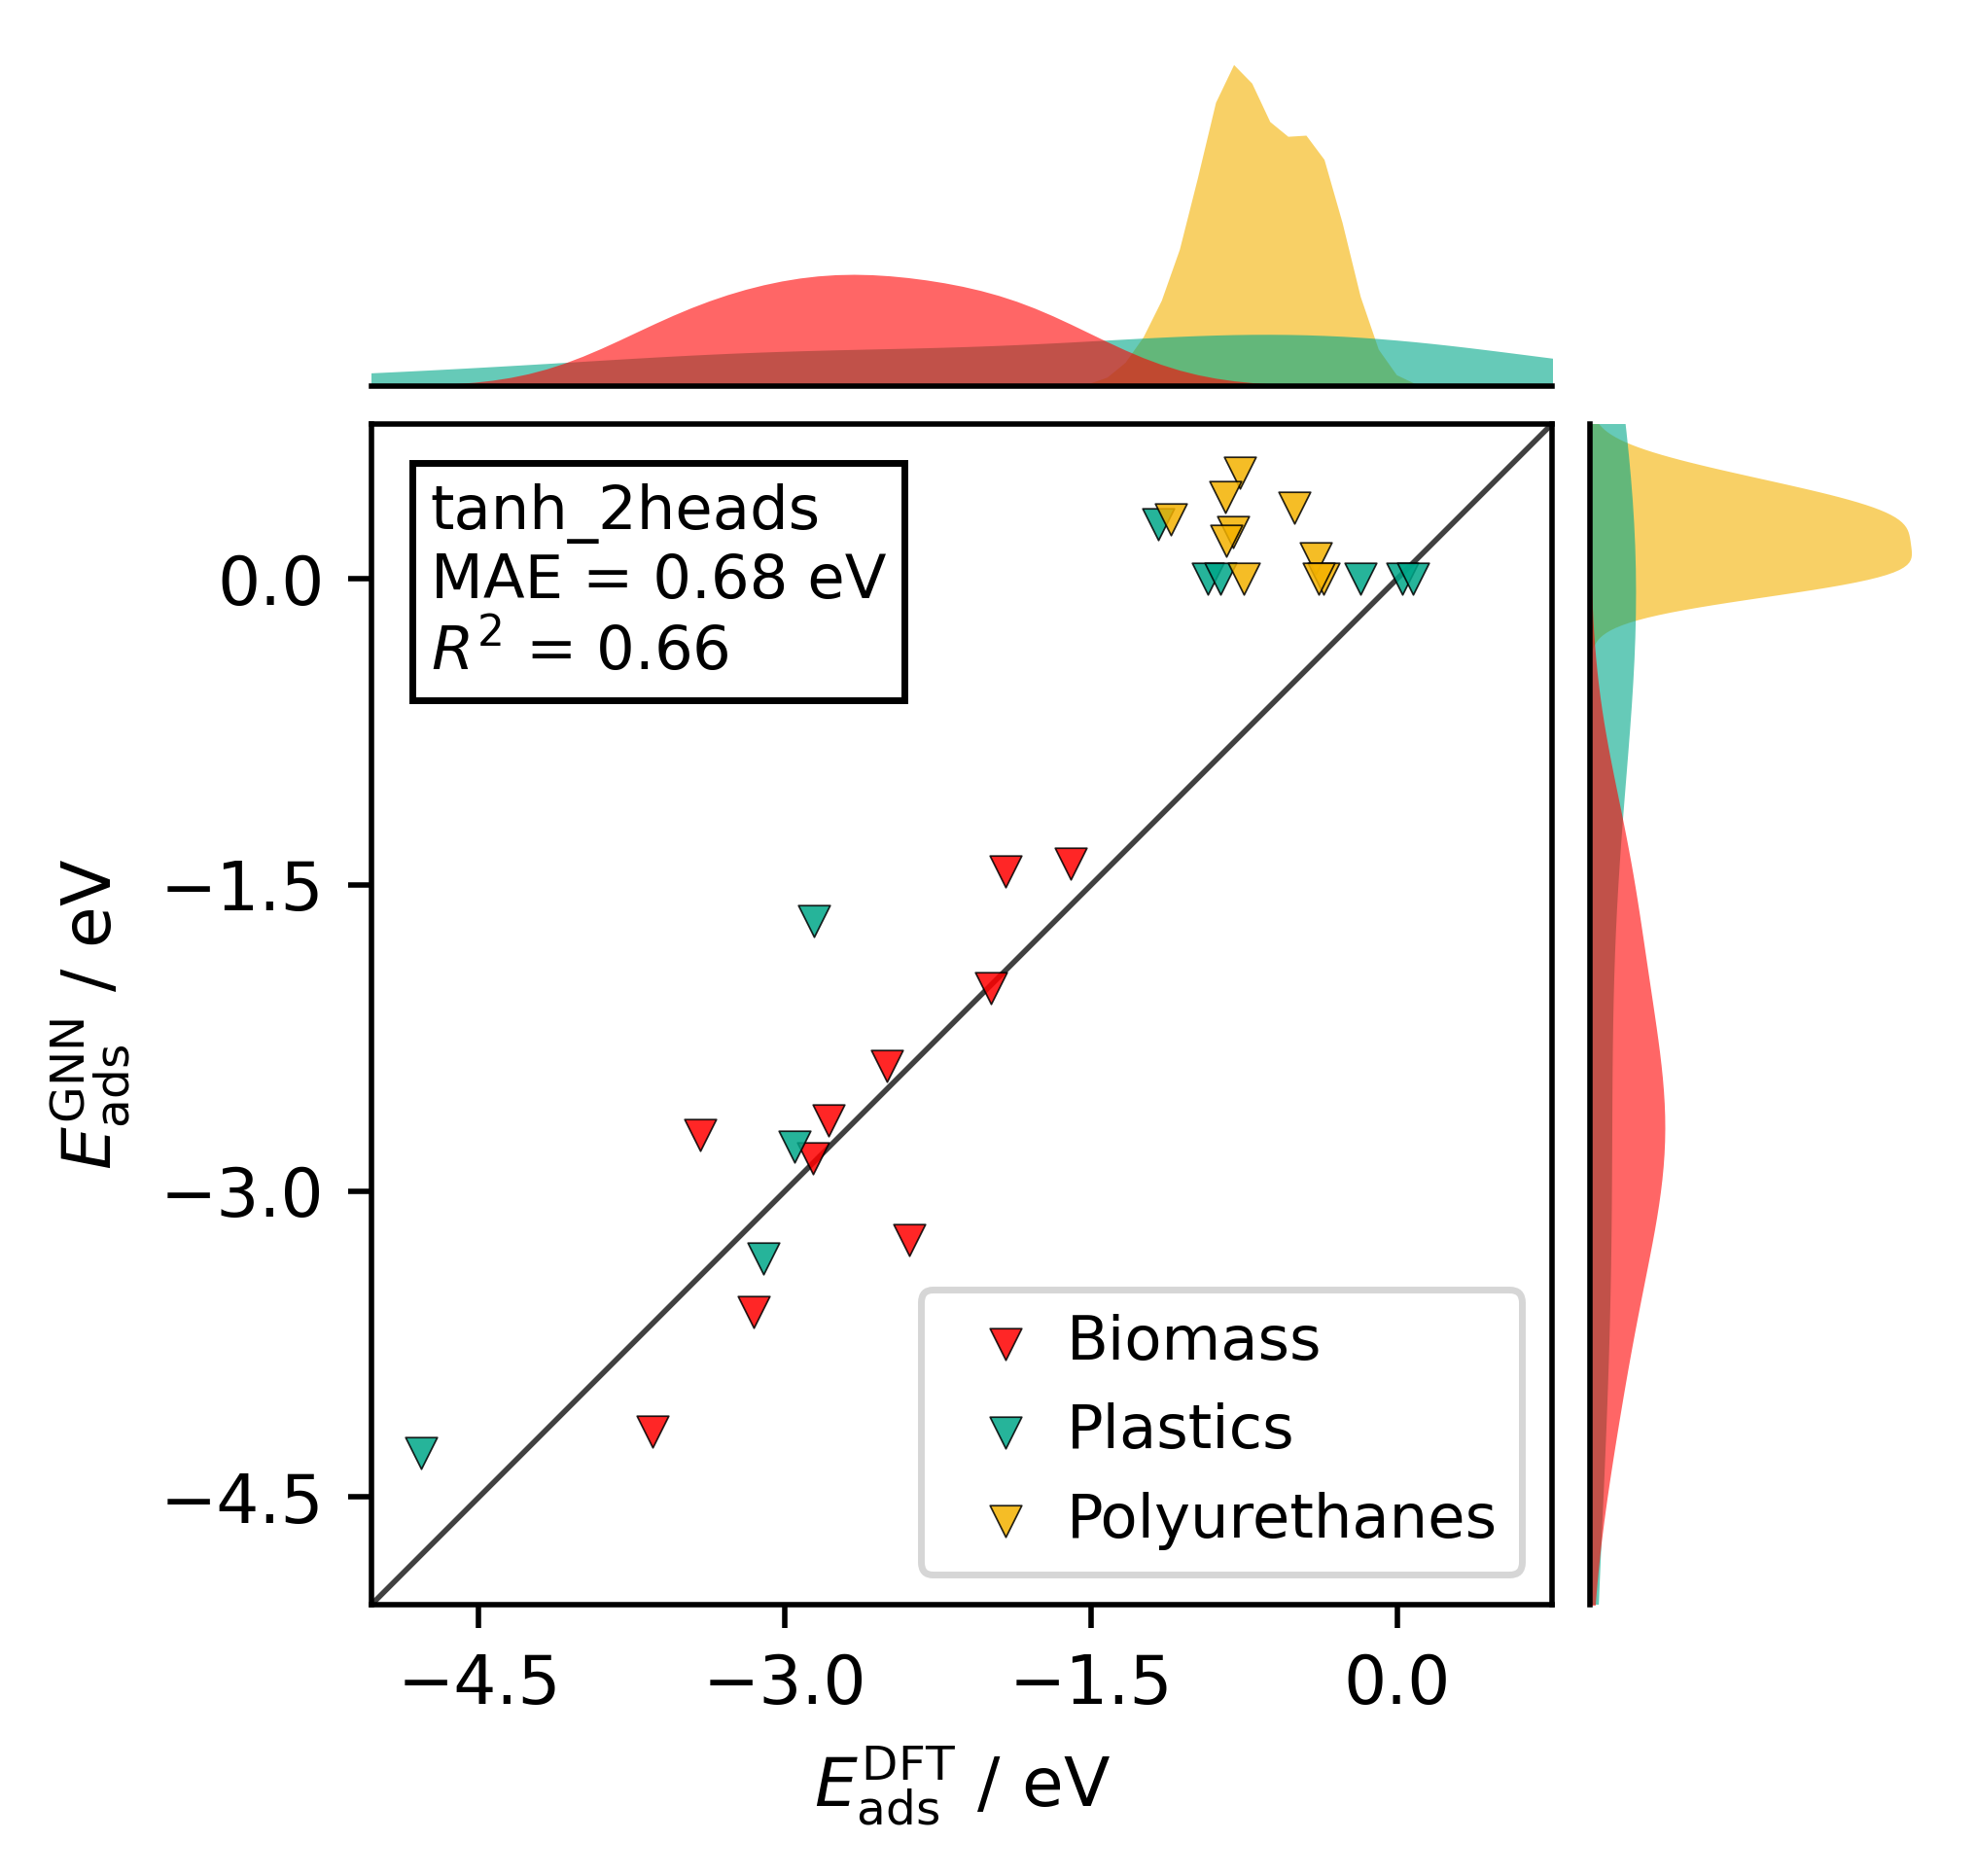 tanh_2heads
MAE = 0.68 eV
R² = 0.66
0.0
−1.5
−3.0
−4.5
E_ads^GNN / eV
Biomass
Plastics
Polyurethanes
−4.5 −3.0 −1.5 0.0
E_ads^DFT / eV